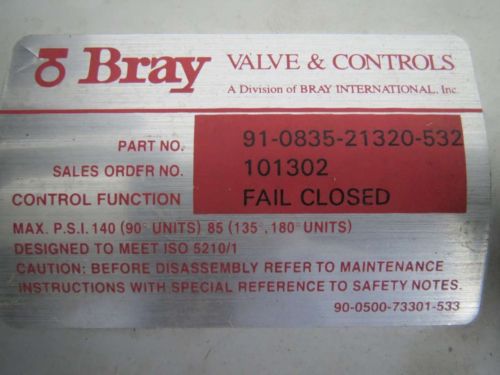 Bray VALVE & CONTROLS
A Division of BRAY INTERNATIONAL, Inc.
PART NO. 91-0835-21320-532
SALES ORDER NO. 101302
CONTROL FUNCTION FAIL CLOSED
MAX. P.S.I. 140 (90° UNITS) 85 (135°,180° UNITS)
DESIGNED TO MEET ISO 5210/1
CAUTION: BEFORE DISASSEMBLY REFER TO MAINTENANCE
INSTRUCTIONS WITH SPECIAL REFERENCE TO SAFETY NOTES.
90-0500-73301-533